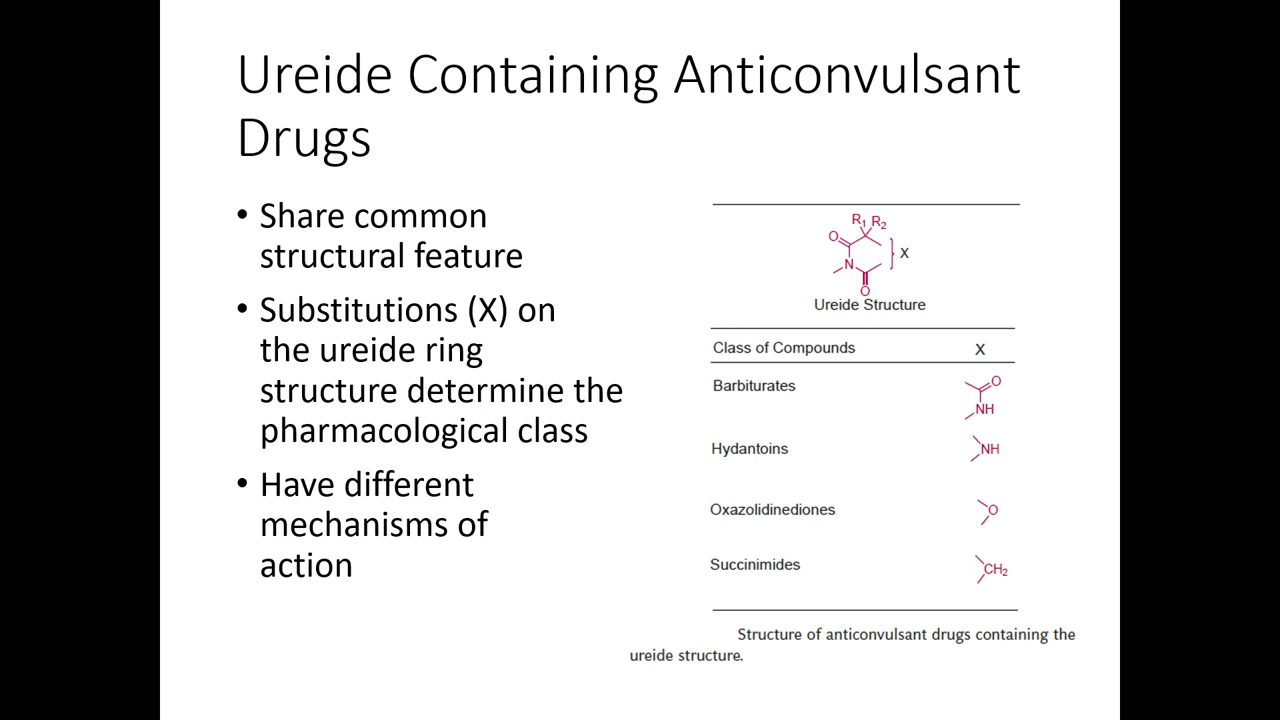 Ureide Containing Anticonvulsant
Drugs
• Share common
structural feature
• Substitutions (X) on
the ureide ring
structure determine the
pharmacological class
• Have different
mechanisms of
action
R1 R2
O
X
N
O
Ureide Structure
Class of Compounds X
Barbiturates
O
NH
Hydantoins NH
Oxazolidinediones O
Succinimides CH2
Structure of anticonvulsant drugs containing the
ureide structure.